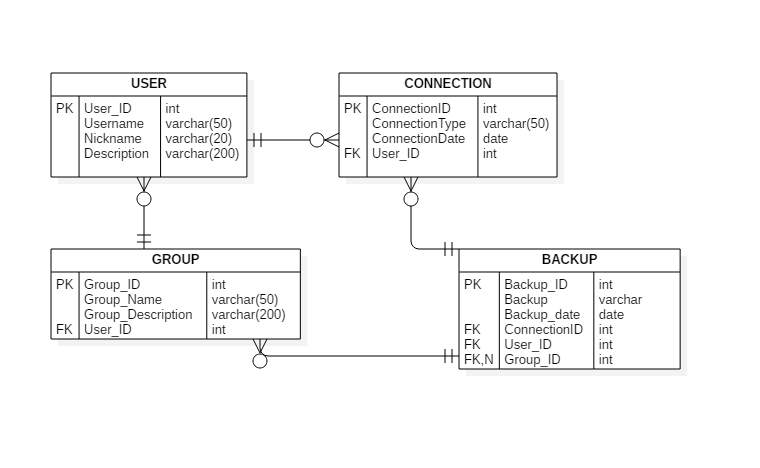 USER
PK User_ID int
Username varchar(50)
Nickname varchar(20)
Description varchar(200)
CONNECTION
PK ConnectionID int
ConnectionType varchar(50)
ConnectionDate date
FK User_ID int
GROUP
PK Group_ID int
Group_Name varchar(50)
Group_Description varchar(200)
FK User_ID int
BACKUP
PK Backup_ID int
Backup varchar
Backup_date date
FK ConnectionID int
FK User_ID int
FK,N Group_ID int